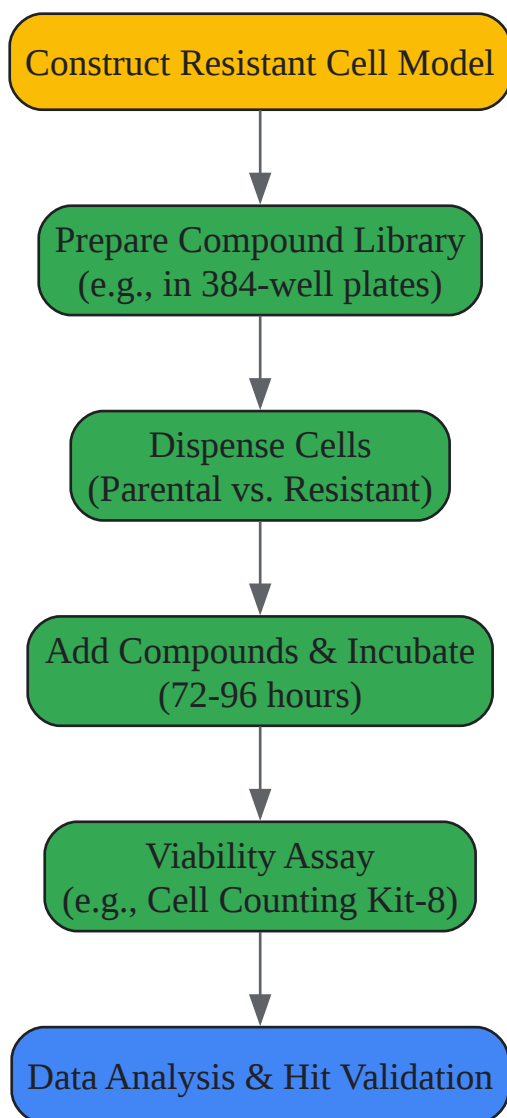 Construct Resistant Cell Model
Prepare Compound Library
(e.g., in 384-well plates)
Dispense Cells
(Parental vs. Resistant)
Add Compounds & Incubate
(72-96 hours)
Viability Assay
(e.g., Cell Counting Kit-8)
Data Analysis & Hit Validation